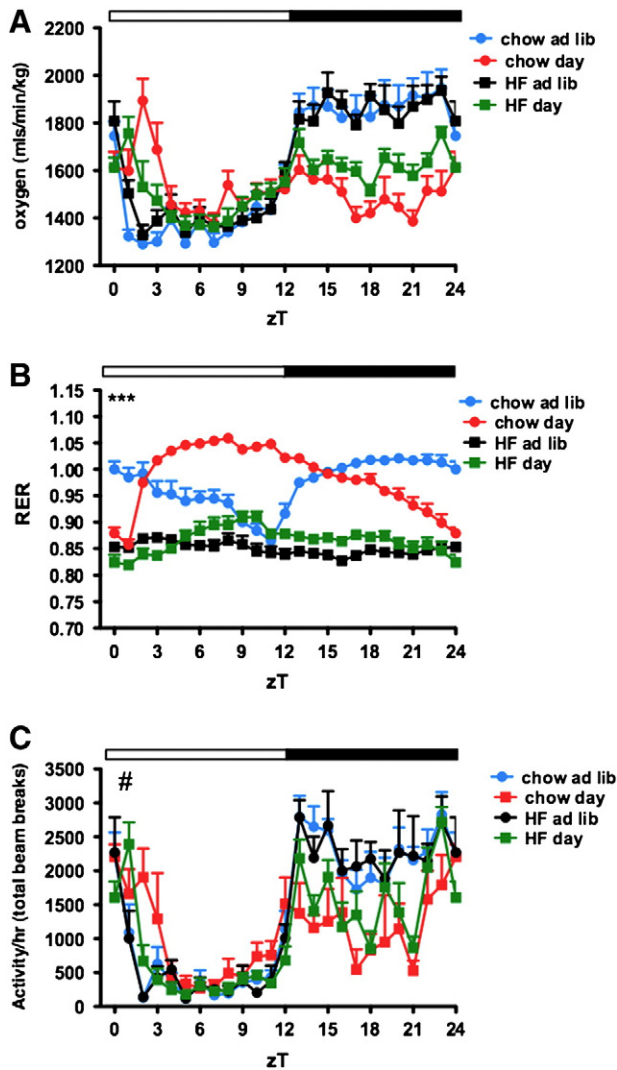 A
2200
2000
1800
1600
1400
1200
oxygen (mls/min/kg)
0 3 6 9 12 15 18 21 24
zT
chow ad lib
chow day
HF ad lib
HF day
B
***
1.15
1.10
1.05
1.00
0.95
0.90
0.85
0.80
0.75
0.70
RER
0 3 6 9 12 15 18 21 24
zT
chow ad lib
chow day
HF ad lib
HF day
C
#
3500
3000
2500
2000
1500
1000
500
0
Activity/hr (total beam breaks)
0 3 6 9 12 15 18 21 24
zT
chow ad lib
chow day
HF ad lib
HF day